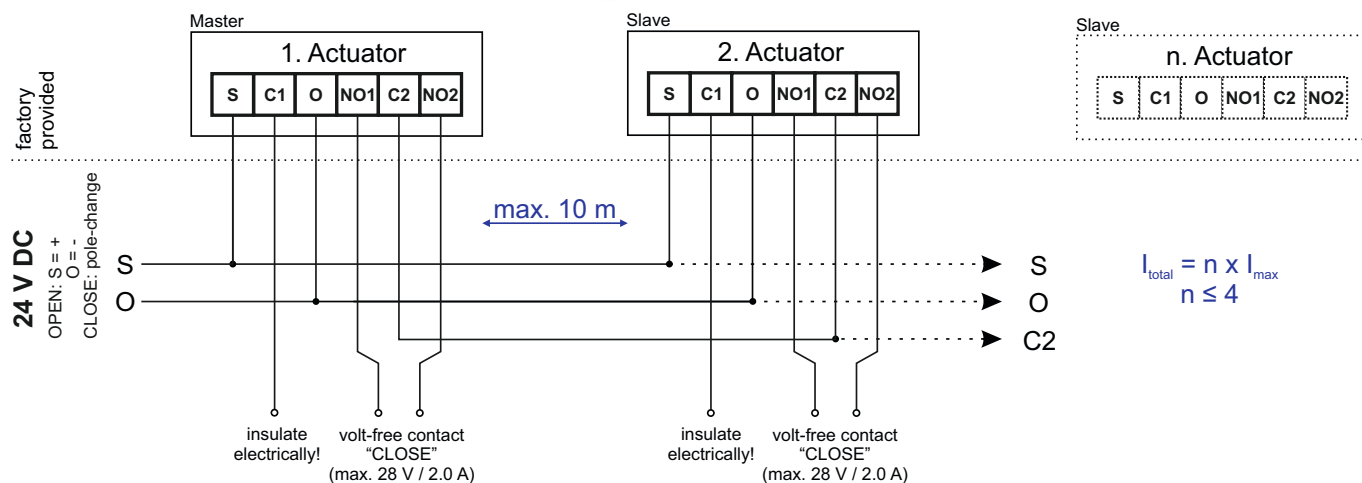 Master
1. Actuator
S C1 O NO1 C2 NO2
Slave
2. Actuator
S C1 O NO1 C2 NO2
Slave
n. Actuator
S C1 O NO1 C2 NO2
factory
provided
24 V DC
OPEN: S = +
O = -
CLOSE: pole-change
max. 10 m
S
O
S
O
C2
Itotal = n x Imax
n ≤ 4
insulate
electrically!
volt-free contact
“CLOSE”
(max. 28 V / 2.0 A)
insulate
electrically!
volt-free contact
“CLOSE”
(max. 28 V / 2.0 A)